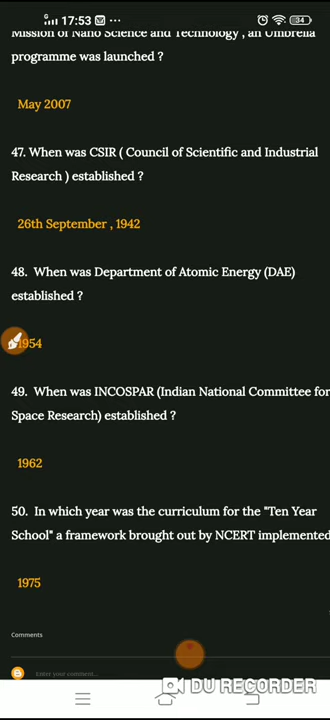 17:53
34
Mission of Nano Science and Technology , an Umbrella
programme was launched ?
May 2007
47. When was CSIR ( Council of Scientific and Industrial
Research ) established ?
26th September , 1942
48. When was Department of Atomic Energy (DAE)
established ?
1954
49. When was INCOSPAR (Indian National Committee for
Space Research) established ?
1962
50. In which year was the curriculum for the "Ten Year
School" a framework brought out by NCERT implemented
1975
Comments
Enter your comment...
DU RECORDER